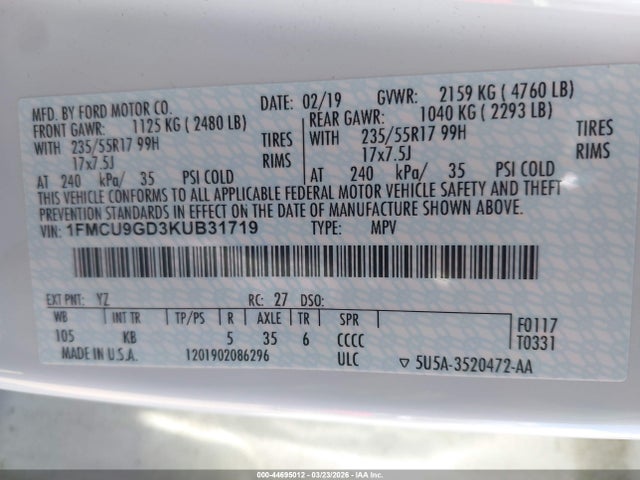 MFD. BY FORD MOTOR CO. DATE: 02/19 GVWR: 2159 KG ( 4760 LB)
FRONT GAWR: 1125 KG ( 2480 LB) REAR GAWR: 1040 KG ( 2293 LB)
WITH 235/55R17 99H TIRES WITH 235/55R17 99H TIRES
17x7.5J RIMS 17x7.5J RIMS
AT 240 kPa/ 35 PSI COLD AT 240 kPa/ 35 PSI COLD
THIS VEHICLE CONFORMS TO ALL APPLICABLE FEDERAL MOTOR VEHICLE SAFETY AND THEFT
PREVENTION STANDARDS IN EFFECT ON THE DATE OF MANUFACTURE SHOWN ABOVE.
VIN: 1FMCU9GD3KUB31719 TYPE: MPV
EXT PNT: YZ RC: 27 DSO:
WB INT TR TP/PS R AXLE TR SPR F0117
105 KB 5 35 6 CCCC T0331
MADE IN U.S.A. 1201902086296 ULC ▽ 5U5A-3520472-AA
000-44695012 - 03/23/2026 - IAA Inc.